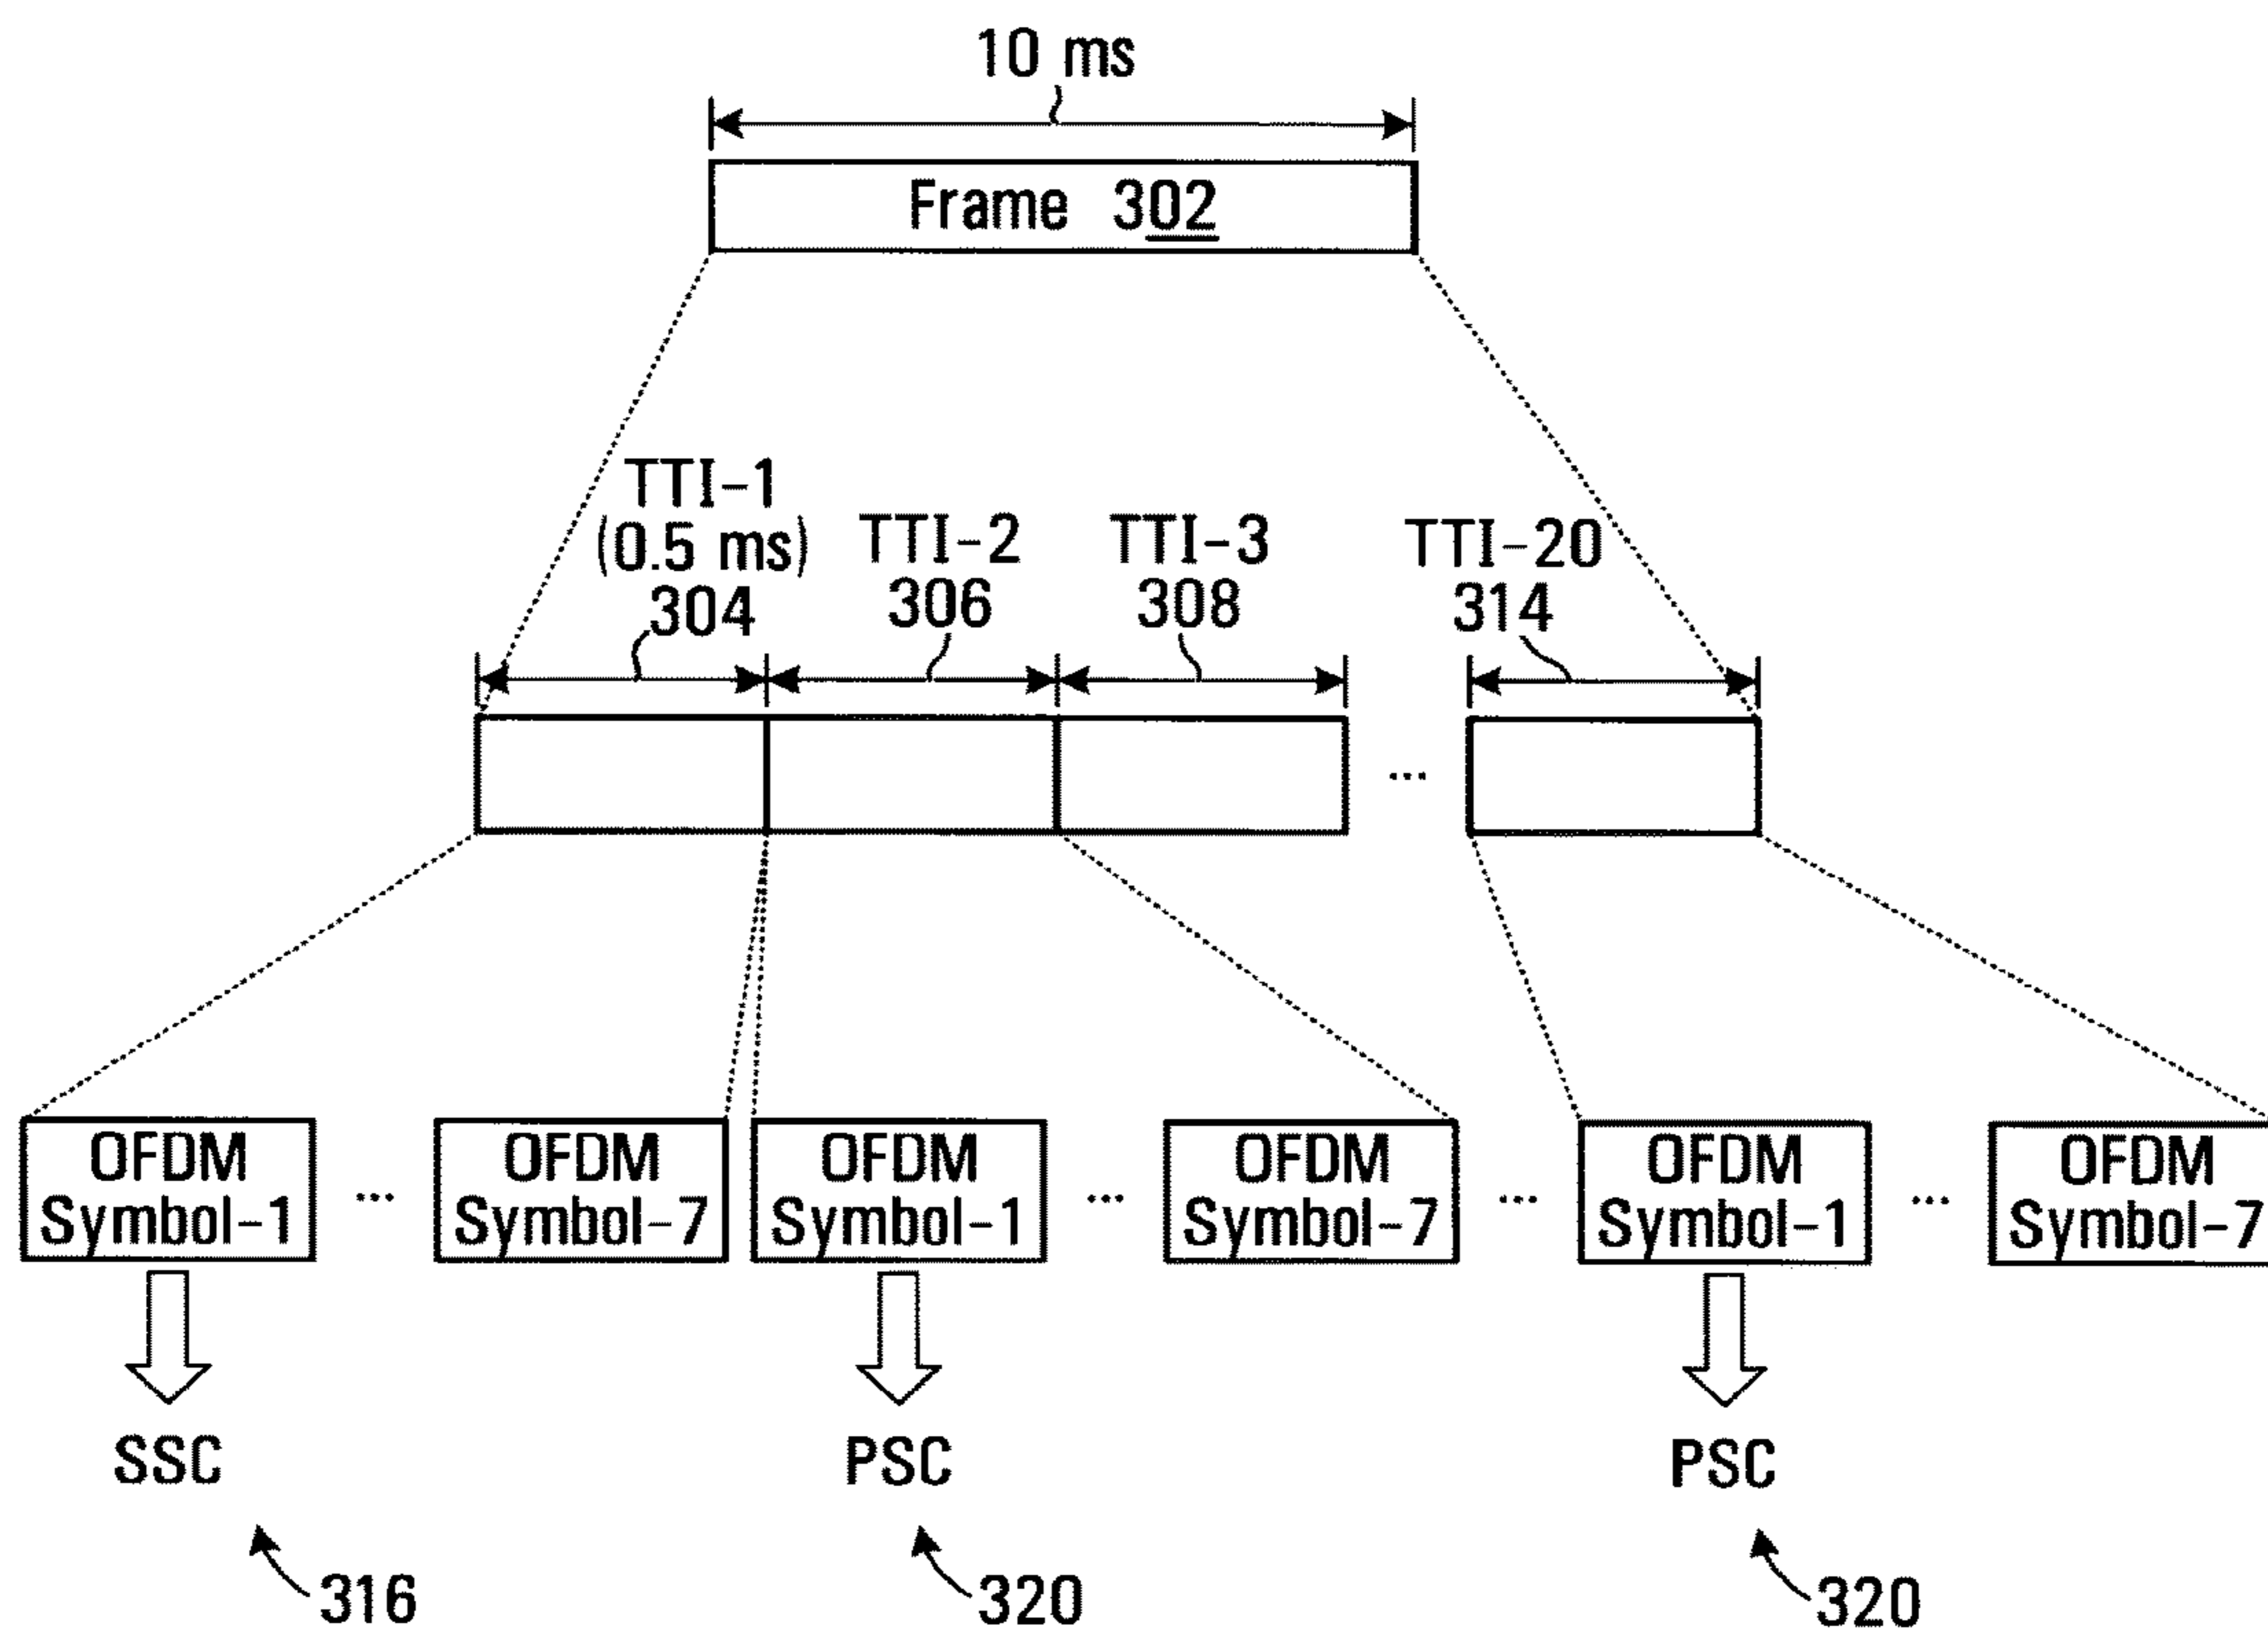 10 ms
Frame 302
TTI-1
(0.5 ms)
304
TTI-2
306
TTI-3
308
TTI-20
314
...
OFDM
Symbol-1
...
OFDM
Symbol-7
OFDM
Symbol-1
...
OFDM
Symbol-7
...
OFDM
Symbol-1
...
OFDM
Symbol-7
SSC
PSC
PSC
316
320
320